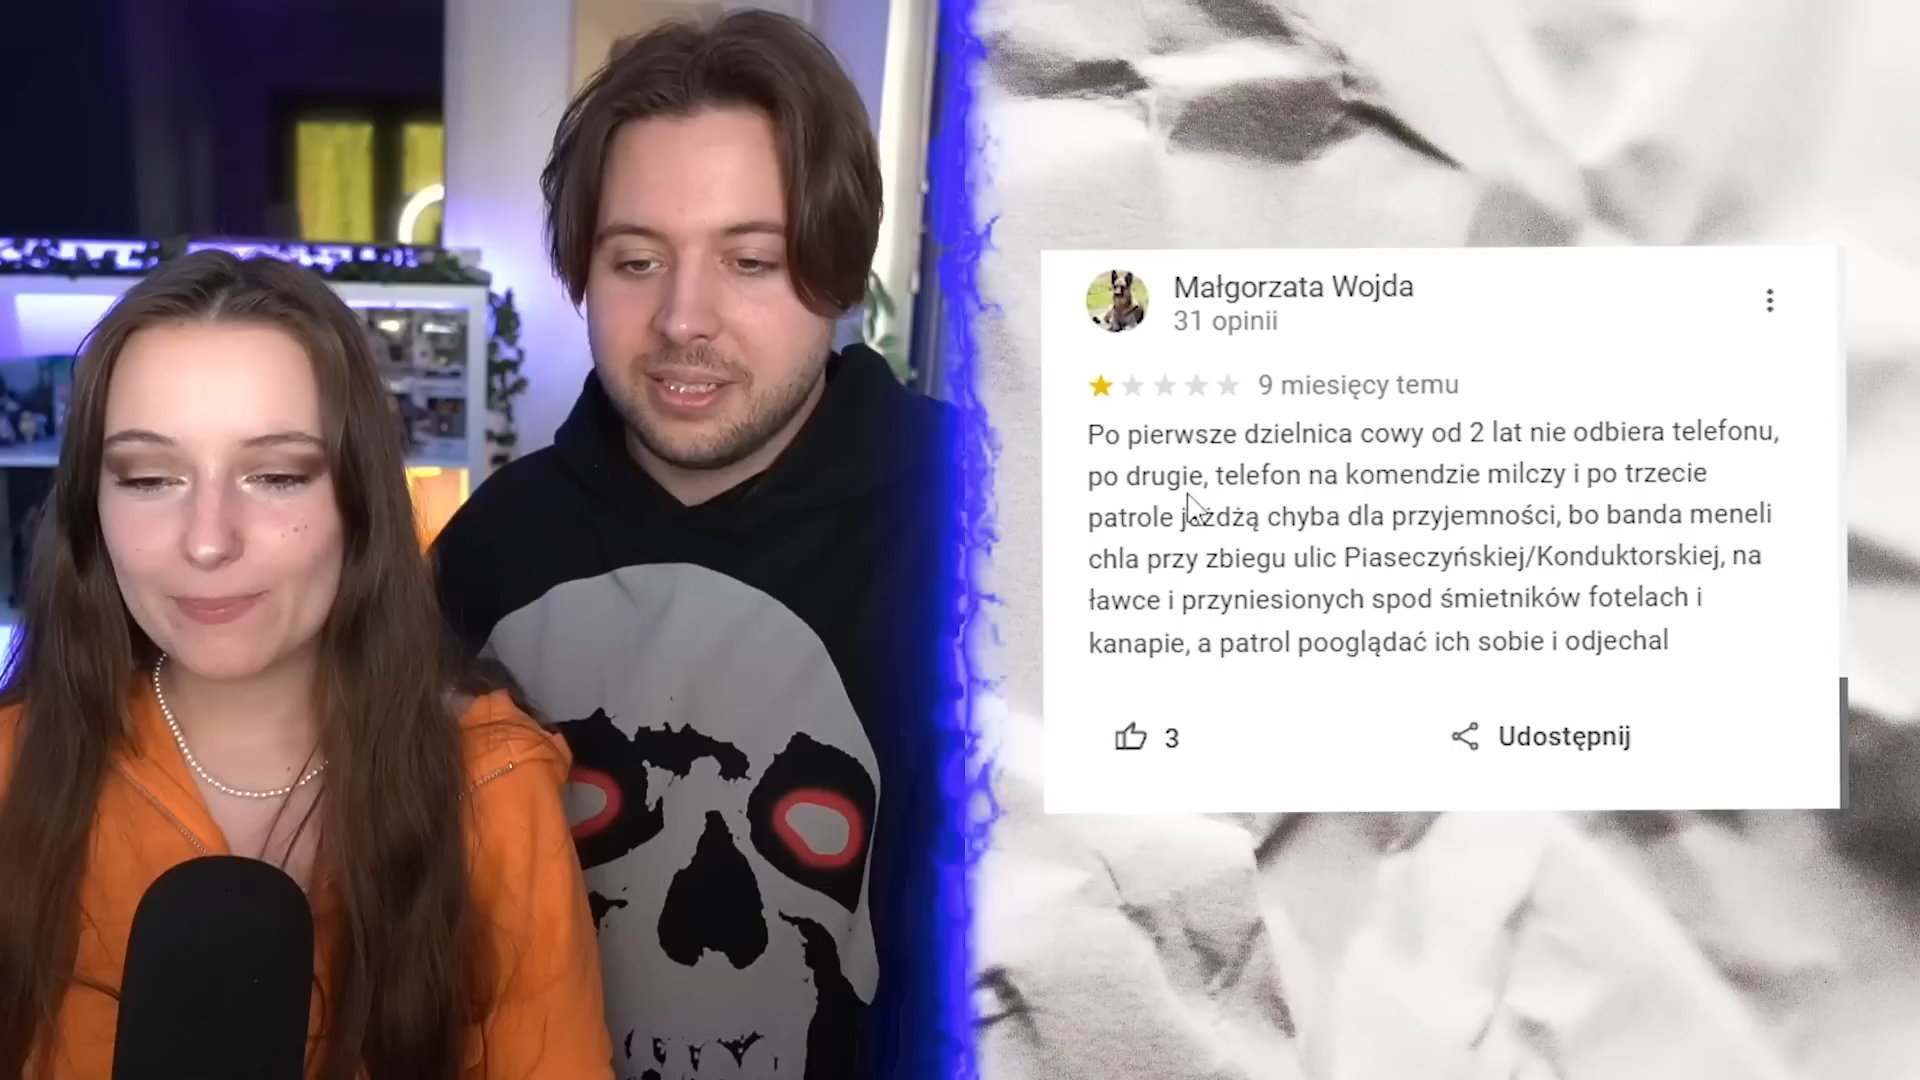 Małgorzata Wojda
31 opinii
9 miesięcy temu
Po pierwsze dzielnica cowy od 2 lat nie odbiera telefonu,
po drugie, telefon na komendzie milczy i po trzecie
patrole jeżdżą chyba dla przyjemności, bo banda meneli
chla przy zbiegu ulic Piaseczyńskiej/Konduktorskiej, na
ławce i przyniesionych spod śmietników fotelach i
kanapie, a patrol pooglądać ich sobie i odjechal
3
Udostępnij